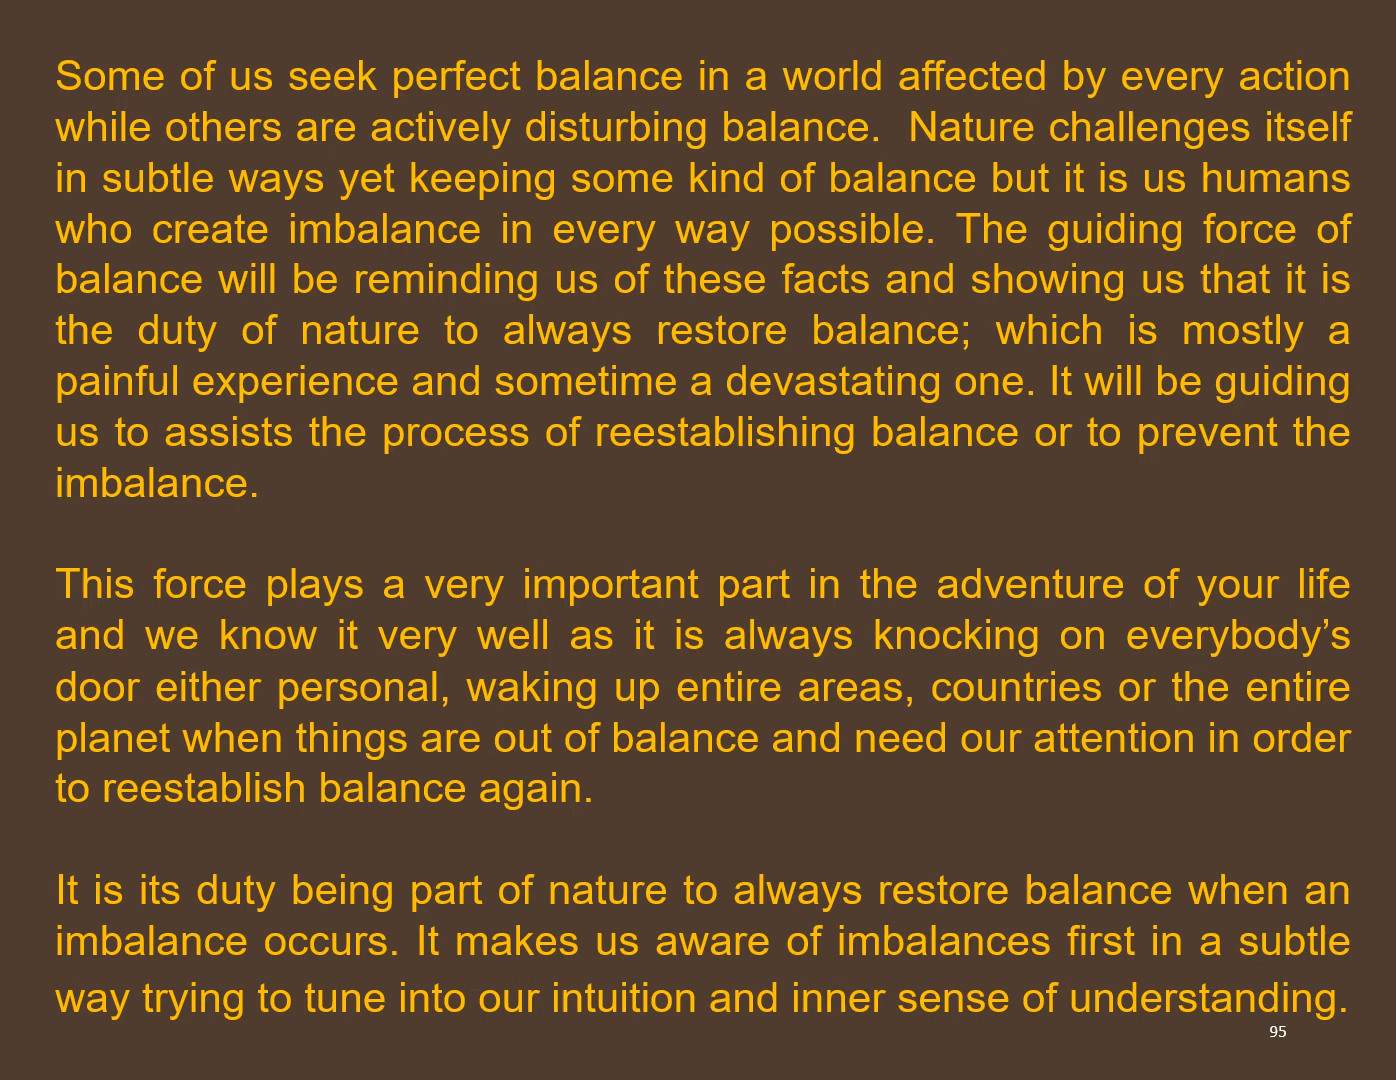 Some of us seek perfect balance in a world affected by every action
while others are actively disturbing balance.  Nature challenges itself
in subtle ways yet keeping some kind of balance but it is us humans
who create imbalance in every way possible. The guiding force of
balance will be reminding us of these facts and showing us that it is
the duty of nature to always restore balance; which is mostly a
painful experience and sometime a devastating one. It will be guiding
us to assists the process of reestablishing balance or to prevent the
imbalance.
This force plays a very important part in the adventure of your life
and we know it very well as it is always knocking on everybody’s
door either personal, waking up entire areas, countries or the entire
planet when things are out of balance and need our attention in order
to reestablish balance again.
It is its duty being part of nature to always restore balance when an
imbalance occurs. It makes us aware of imbalances first in a subtle
way trying to tune into our intuition and inner sense of understanding.
95